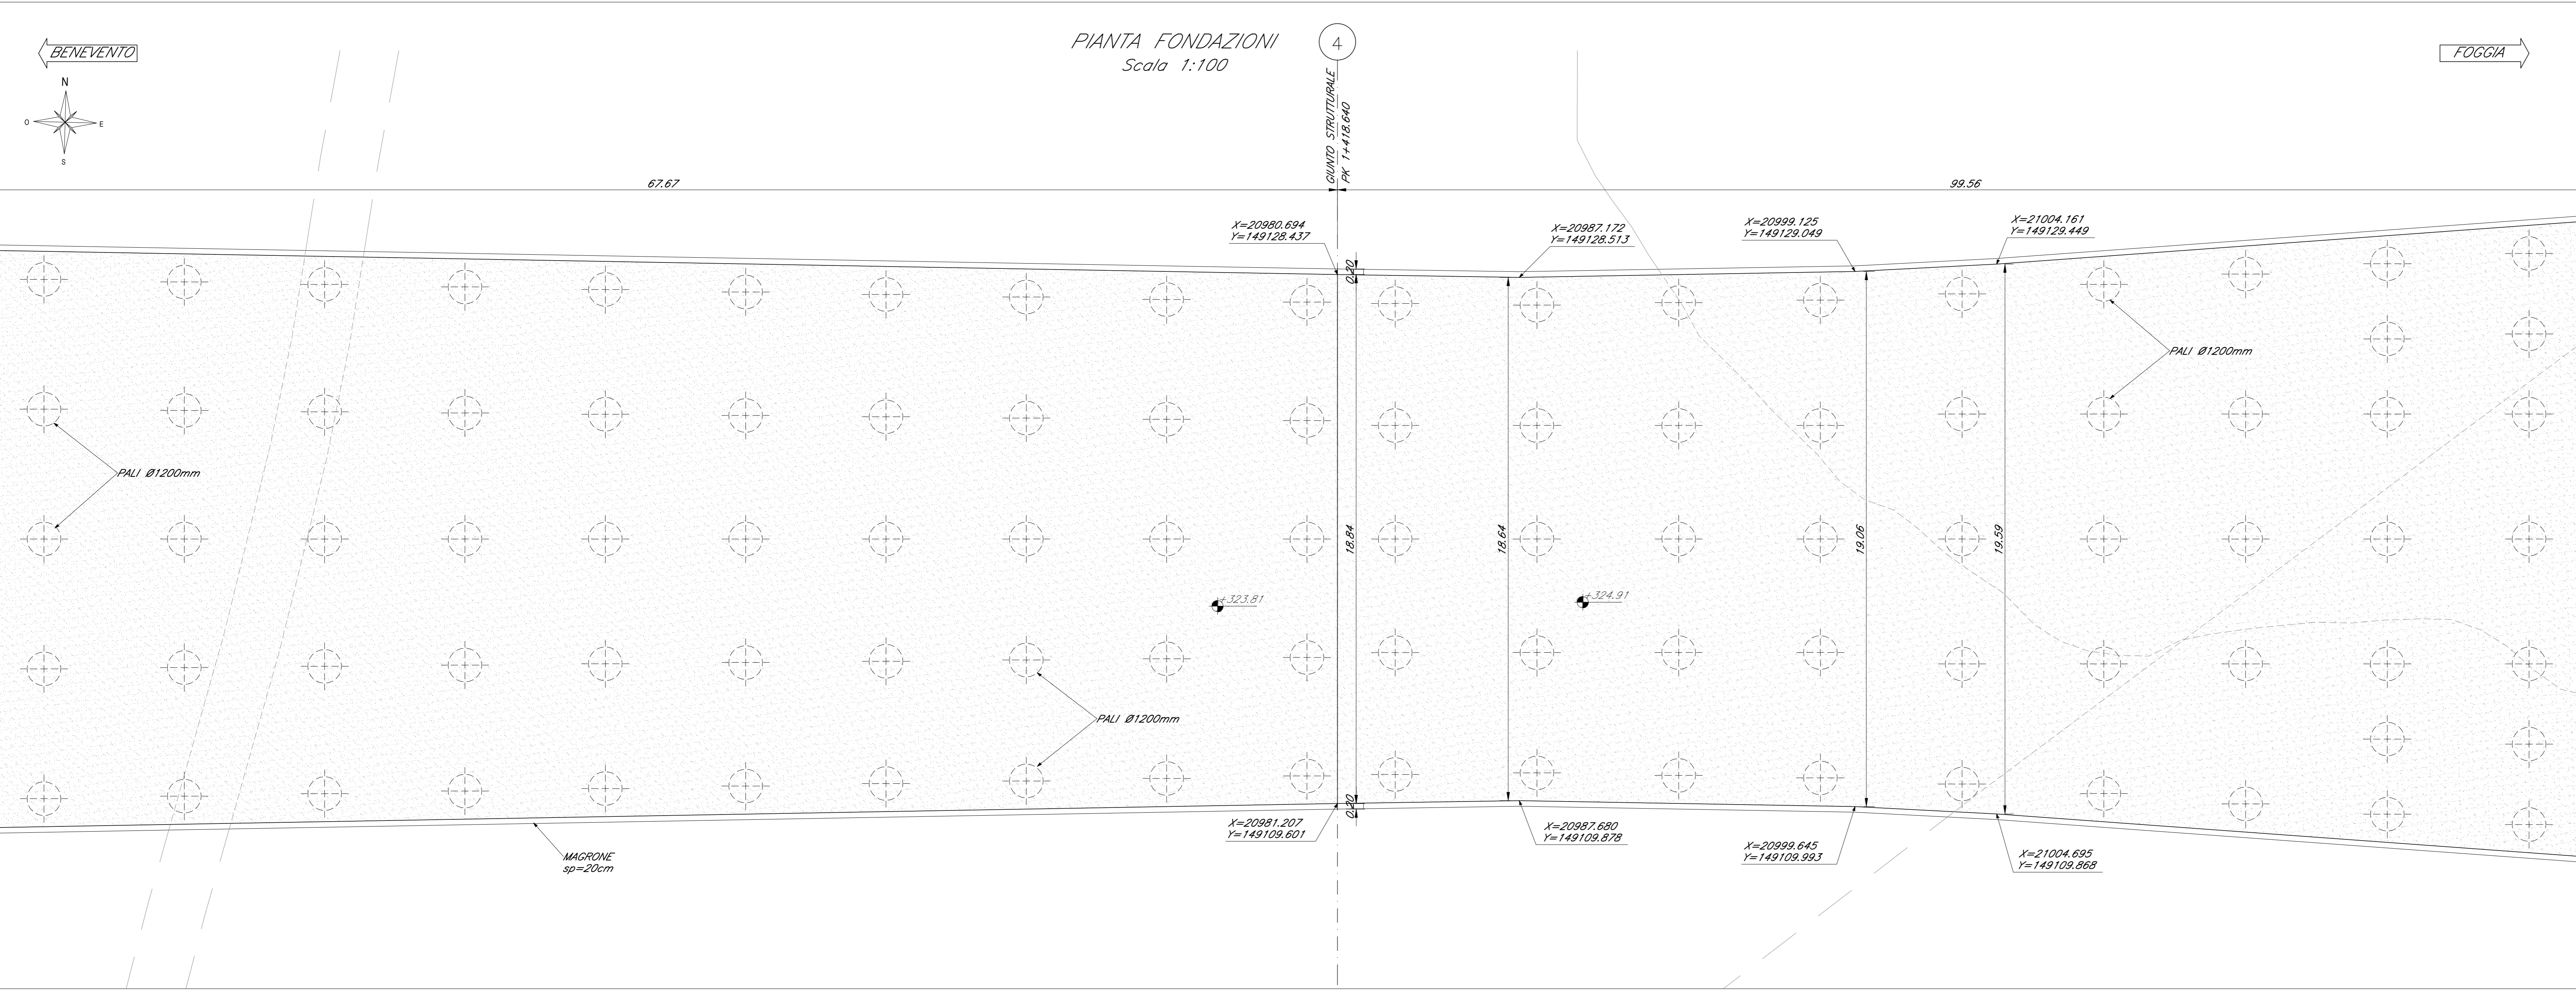 BENEVENTO
PIANTA FONDAZIONI
Scala 1:100
4
FOGGIA
N
O
E
S
GIUNTO STRUTTURALE
PK 1+418.640
67.67
99.56
X=20980.694
Y=149128.437
X=20987.172
Y=149128.513
X=20999.125
Y=149129.049
X=21004.161
Y=149129.449
0.20
PALI Ø1200mm
PALI Ø1200mm
18.84
18.64
19.06
19.59
+323.81
+324.91
PALI Ø1200mm
0.20
X=20981.207
Y=149109.601
X=20987.680
Y=149109.878
X=20999.645
Y=149109.993
X=21004.695
Y=149109.868
MAGRONE
sp=20cm